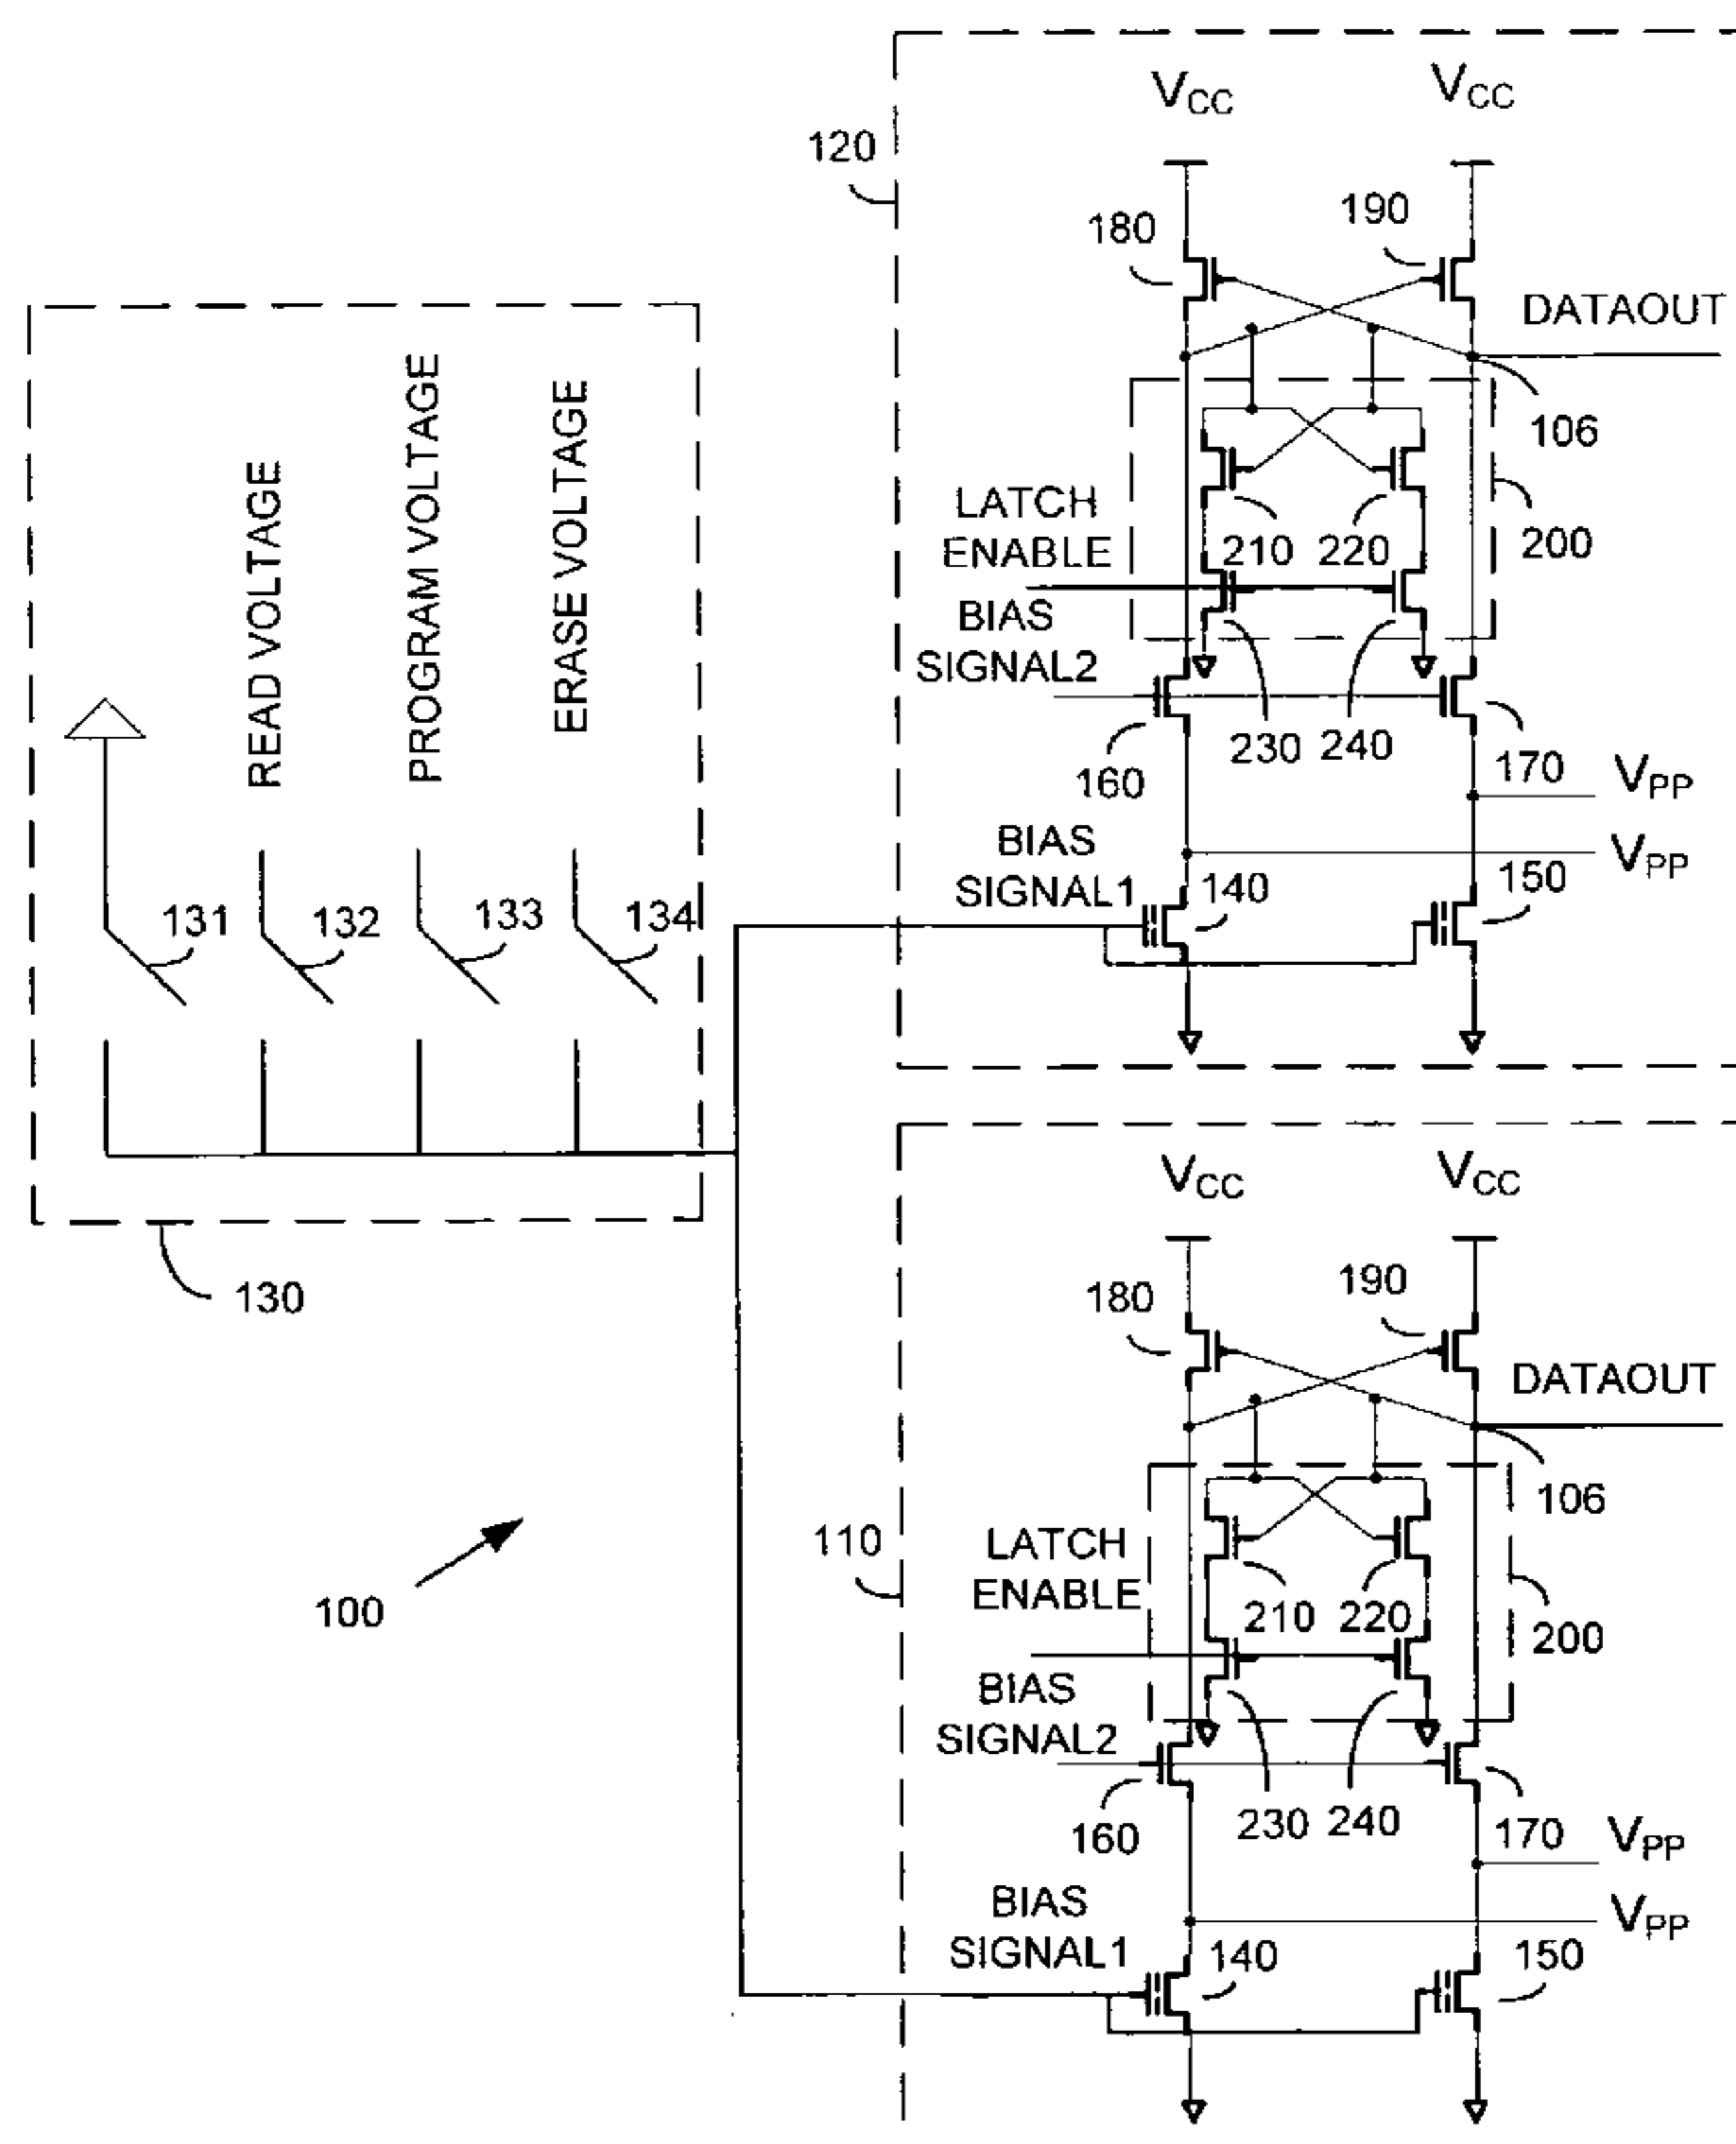 READ VOLTAGE
PROGRAM VOLTAGE
ERASE VOLTAGE
131
132
133
134
130
100
120
VCC
VCC
180
190
DATAOUT
106
LATCH
ENABLE
210
220
200
BIAS
SIGNAL2
230
240
160
170
VPP
VPP
BIAS
SIGNAL1
140
150
110
VCC
VCC
180
190
DATAOUT
106
LATCH
ENABLE
210
220
200
BIAS
SIGNAL2
230
240
160
170
VPP
VPP
BIAS
SIGNAL1
140
150